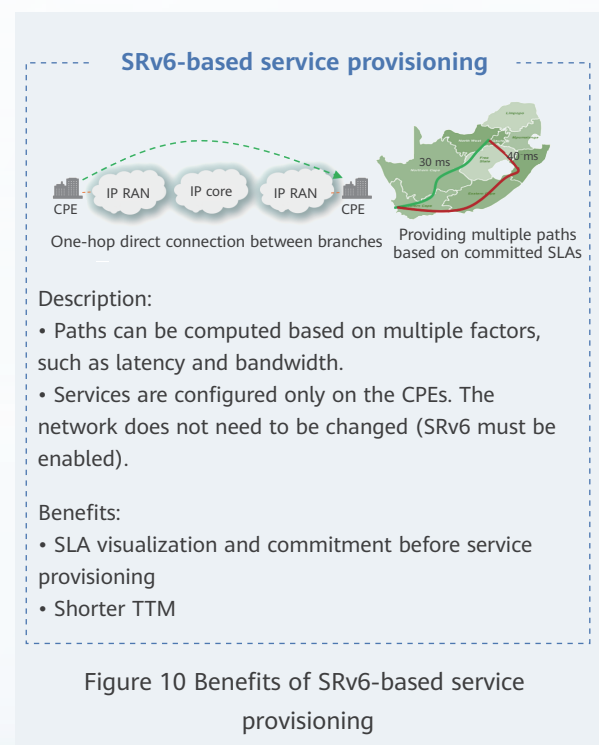 SRv6-based service provisioning
30 ms
40 ms
IP RAN
IP core
IP RAN
CPE
CPE
One-hop direct connection between branches
Providing multiple paths
based on committed SLAs
Description:
• Paths can be computed based on multiple factors,
such as latency and bandwidth.
• Services are configured only on the CPEs. The
network does not need to be changed (SRv6 must be
enabled).
Benefits:
• SLA visualization and commitment before service
provisioning
• Shorter TTM
Figure 10 Benefits of SRv6-based service
provisioning